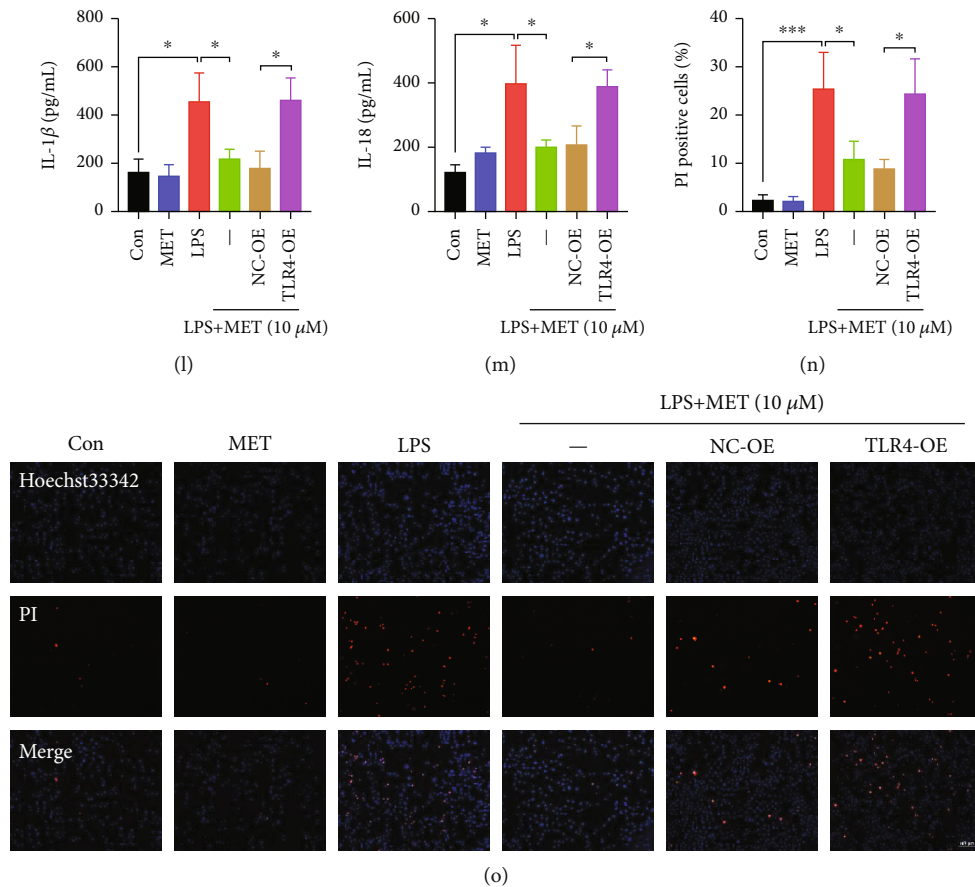 IL-1β (pg/mL)
800
600
400
200
0
*
*
*
Con
MET
LPS
—
NC-OE
TLR4-OE
LPS+MET (10 μM)
(l)
IL-18 (pg/mL)
600
400
200
0
*
*
*
Con
MET
LPS
—
NC-OE
TLR4-OE
LPS+MET (10 μM)
(m)
PI positive cells (%)
40
30
20
10
0
***
*
*
Con
MET
LPS
—
NC-OE
TLR4-OE
LPS+MET (10 μM)
(n)
LPS+MET (10 μM)
Con MET LPS — NC-OE TLR4-OE
Hoechst33342
PI
Merge
(o)